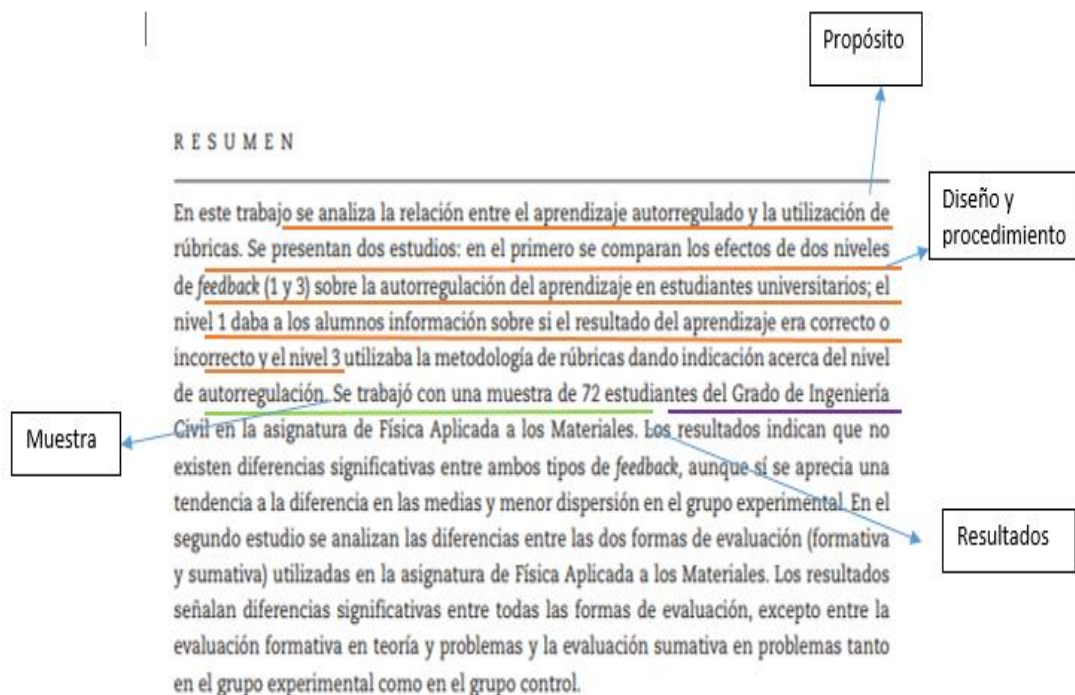 Propósito
RESUMEN
En este trabajo se analiza la relación entre el aprendizaje autorregulado y la utilización de
rúbricas. Se presentan dos estudios: en el primero se comparan los efectos de dos niveles
de feedback (1 y 3) sobre la autorregulación del aprendizaje en estudiantes universitarios; el
nivel 1 daba a los alumnos información sobre si el resultado del aprendizaje era correcto o
incorrecto y el nivel 3 utilizaba la metodología de rúbricas dando indicación acerca del nivel
de autorregulación. Se trabajó con una muestra de 72 estudiantes del Grado de Ingeniería
Civil en la asignatura de Física Aplicada a los Materiales. Los resultados indican que no
existen diferencias significativas entre ambos tipos de feedback, aunque sí se aprecia una
tendencia a la diferencia en las medias y menor dispersión en el grupo experimental. En el
segundo estudio se analizan las diferencias entre las dos formas de evaluación (formativa
y sumativa) utilizadas en la asignatura de Física Aplicada a los Materiales. Los resultados
señalan diferencias significativas entre todas las formas de evaluación, excepto entre la
evaluación formativa en teoría y problemas y la evaluación sumativa en problemas tanto
en el grupo experimental como en el grupo control.
Diseño y
procedimiento
Muestra
Resultados